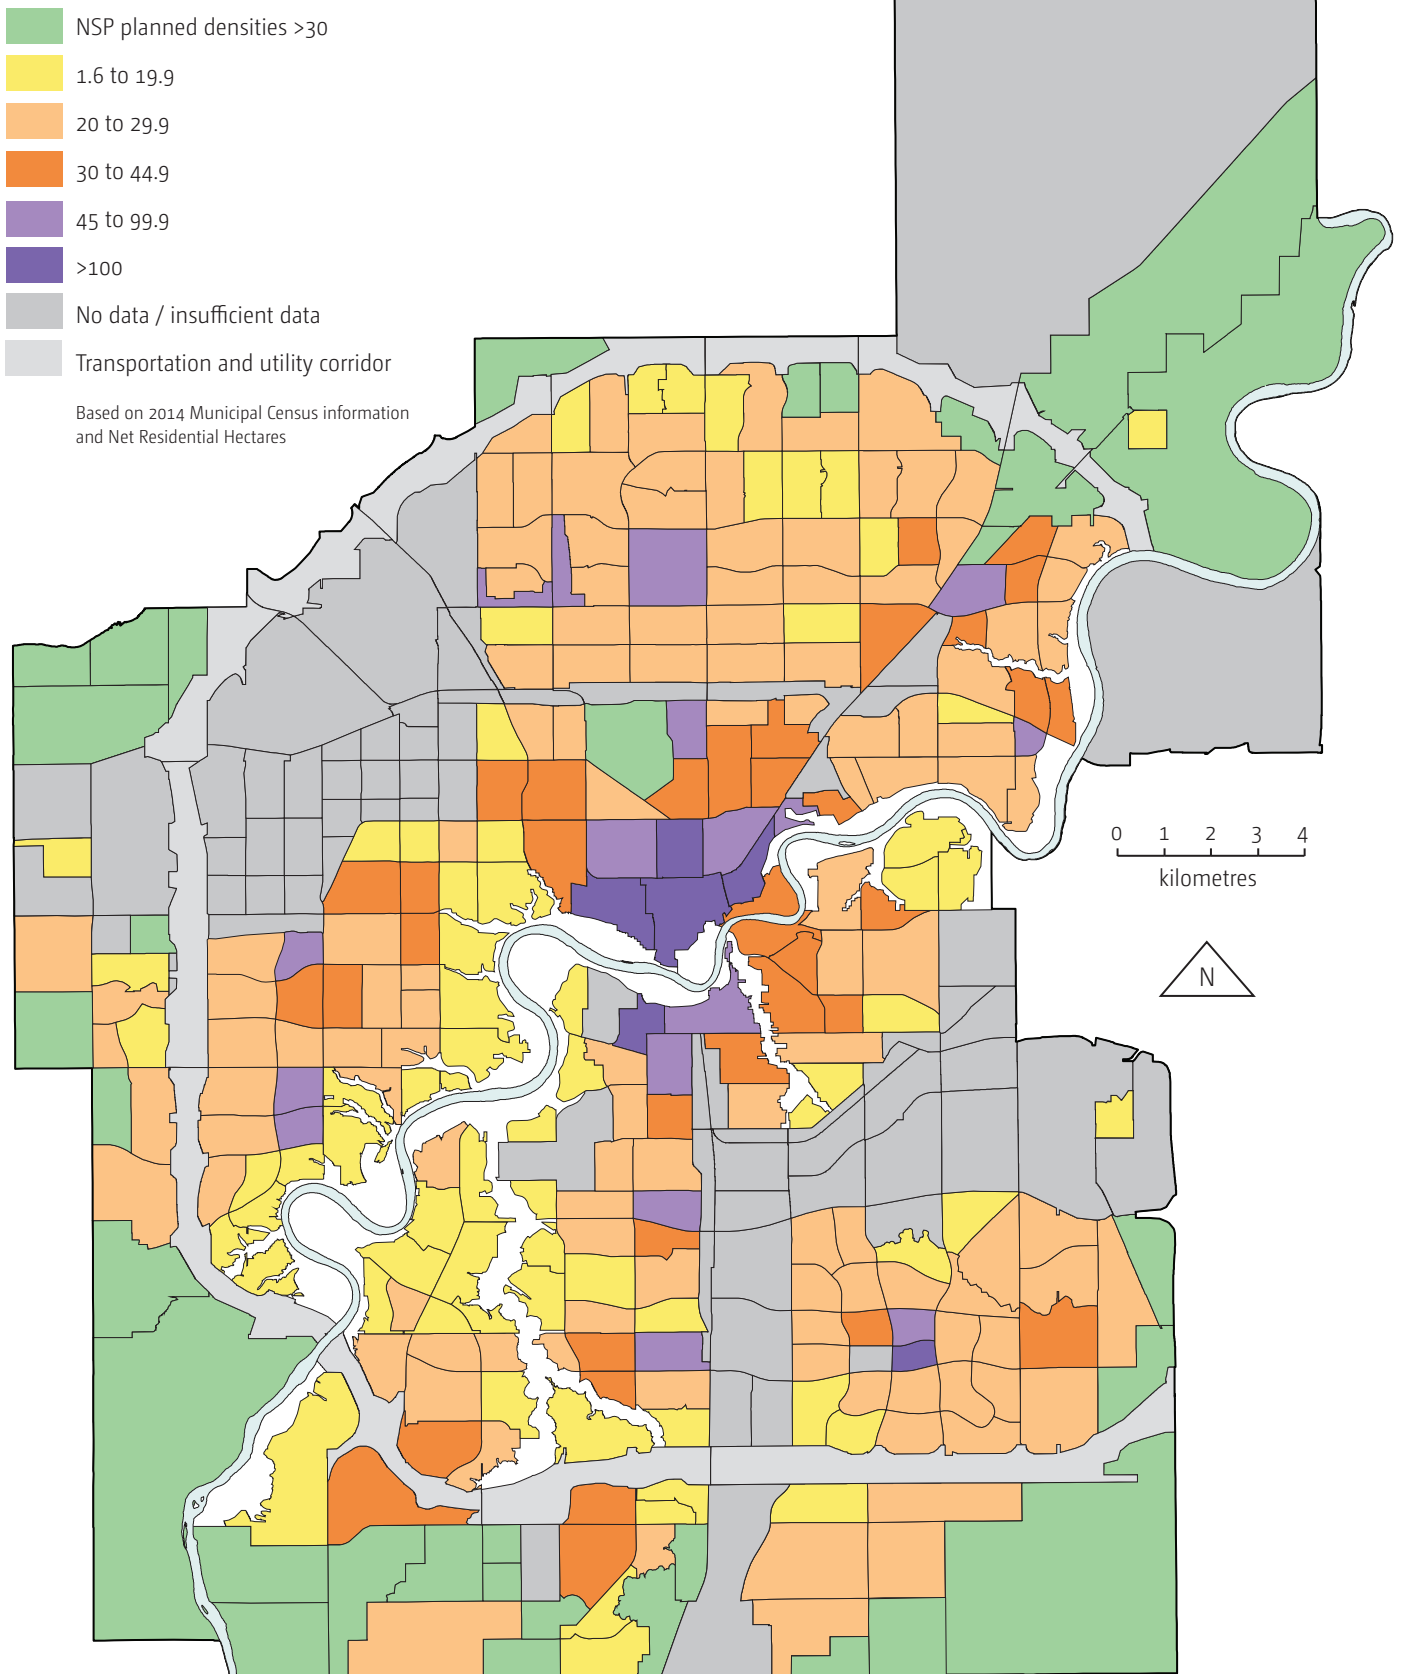 NSP planned densities >30
1.6 to 19.9
20 to 29.9
30 to 44.9
45 to 99.9
>100
No data / insufficient data
Transportation and utility corridor
Based on 2014 Municipal Census information
and Net Residential Hectares
0 1 2 3 4
kilometres
N